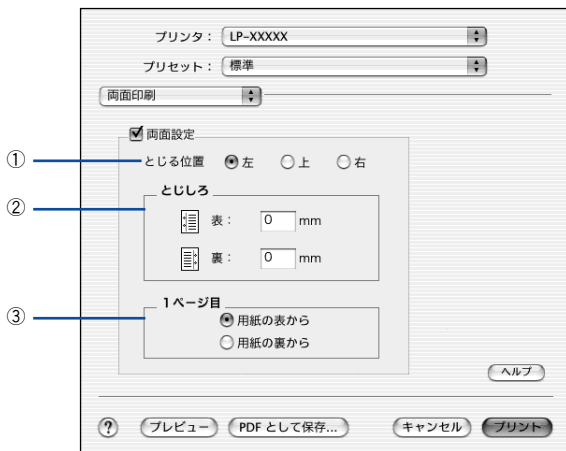 プリンタ： LP-XXXXX
プリセット： 標準
両面印刷
両面設定
① とじる位置 左 上 右
② とじしろ
表： 0 mm
裏： 0 mm
③ 1ページ目
用紙の表から
用紙の裏から
ヘルプ
? プレビュー PDF として保存... キャンセル プリント